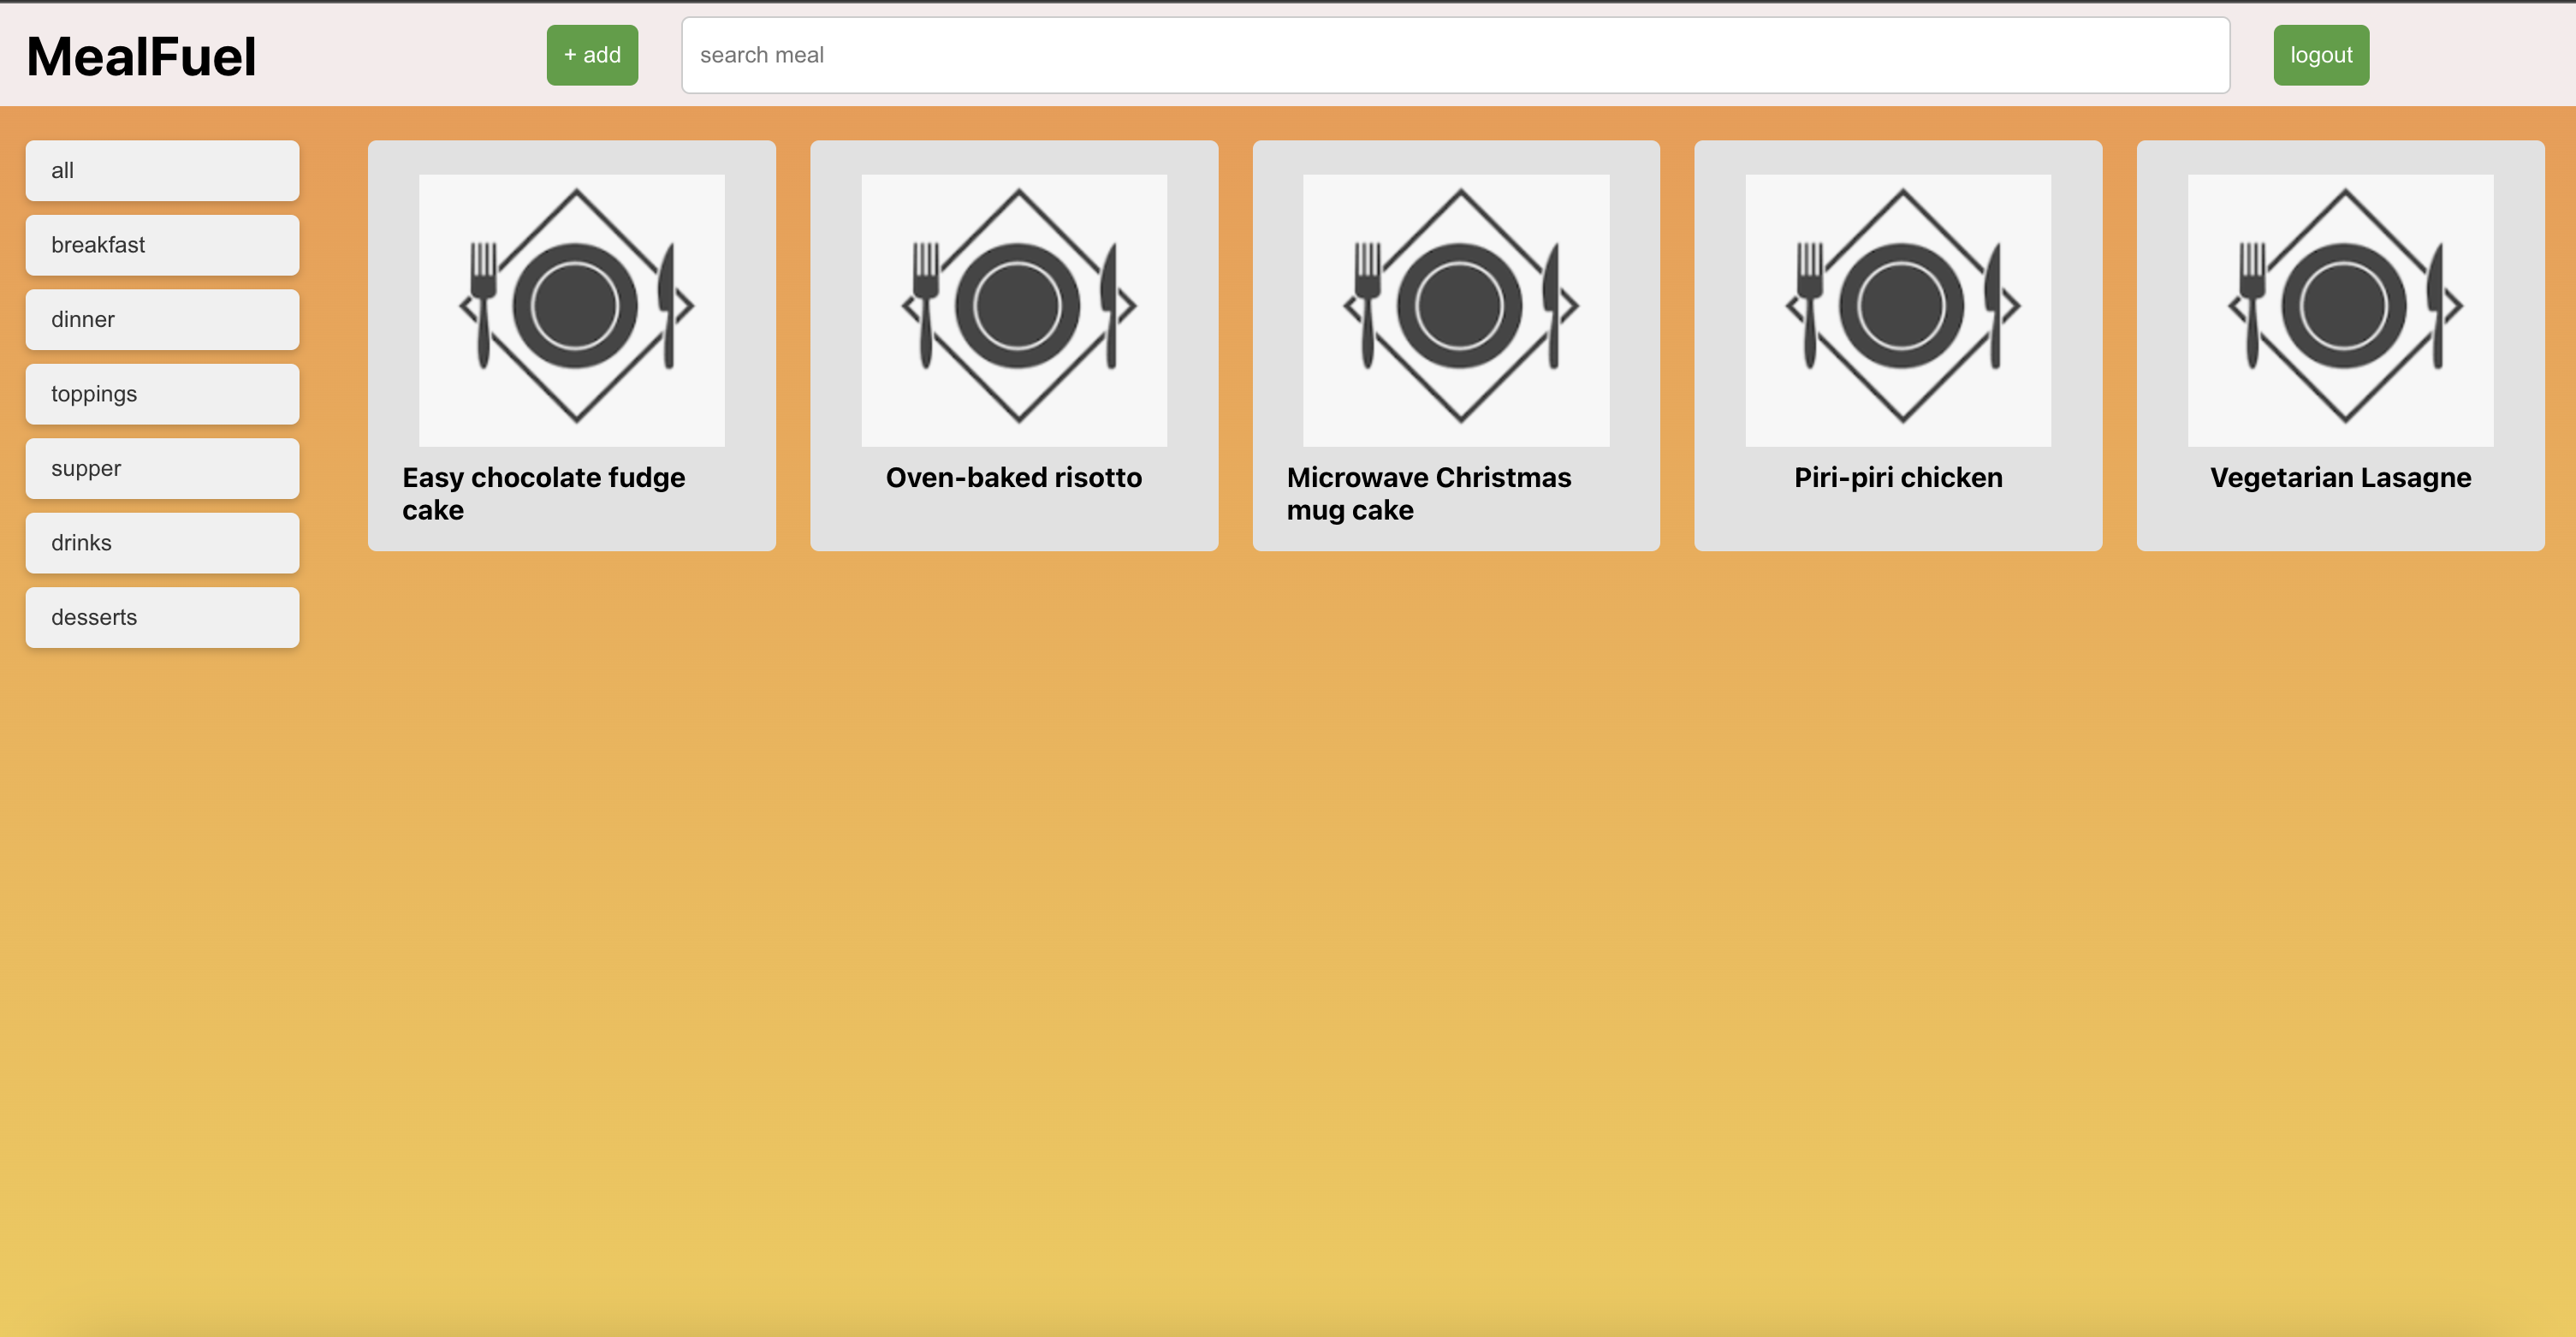 MealFuel
+ add
search meal
logout
all
breakfast
dinner
toppings
supper
drinks
desserts
Easy chocolate fudge
cake
Oven-baked risotto
Microwave Christmas
mug cake
Piri-piri chicken
Vegetarian Lasagne